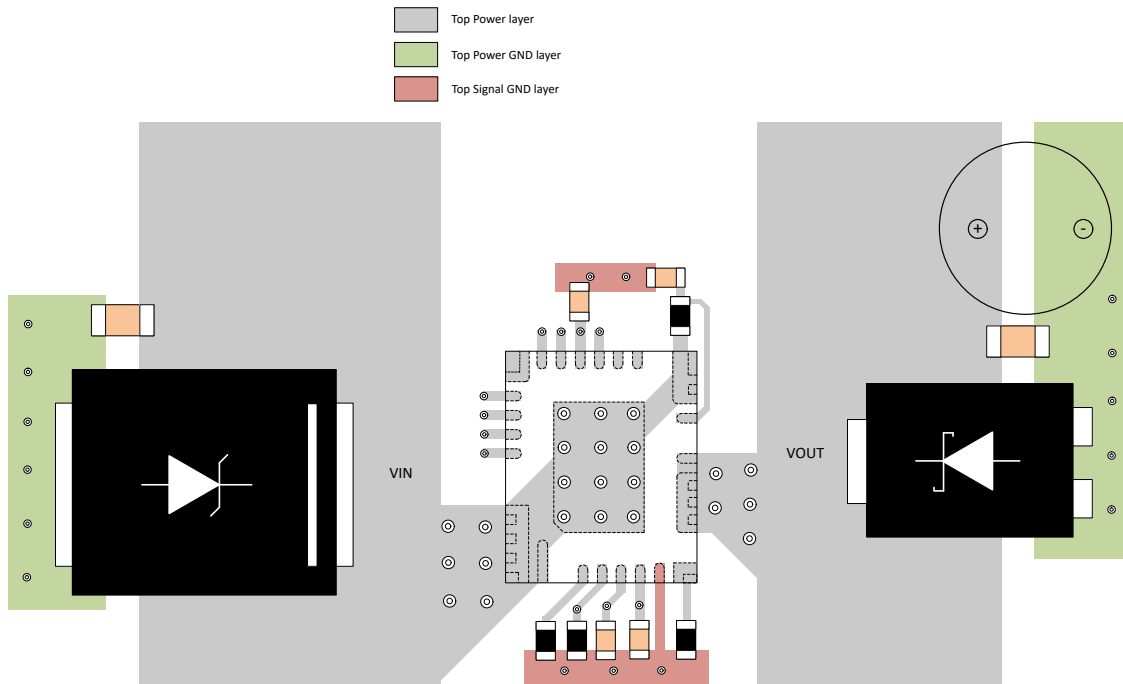 Top Power layer
Top Power GND layer
Top Signal GND layer
+
-
VIN
VOUT